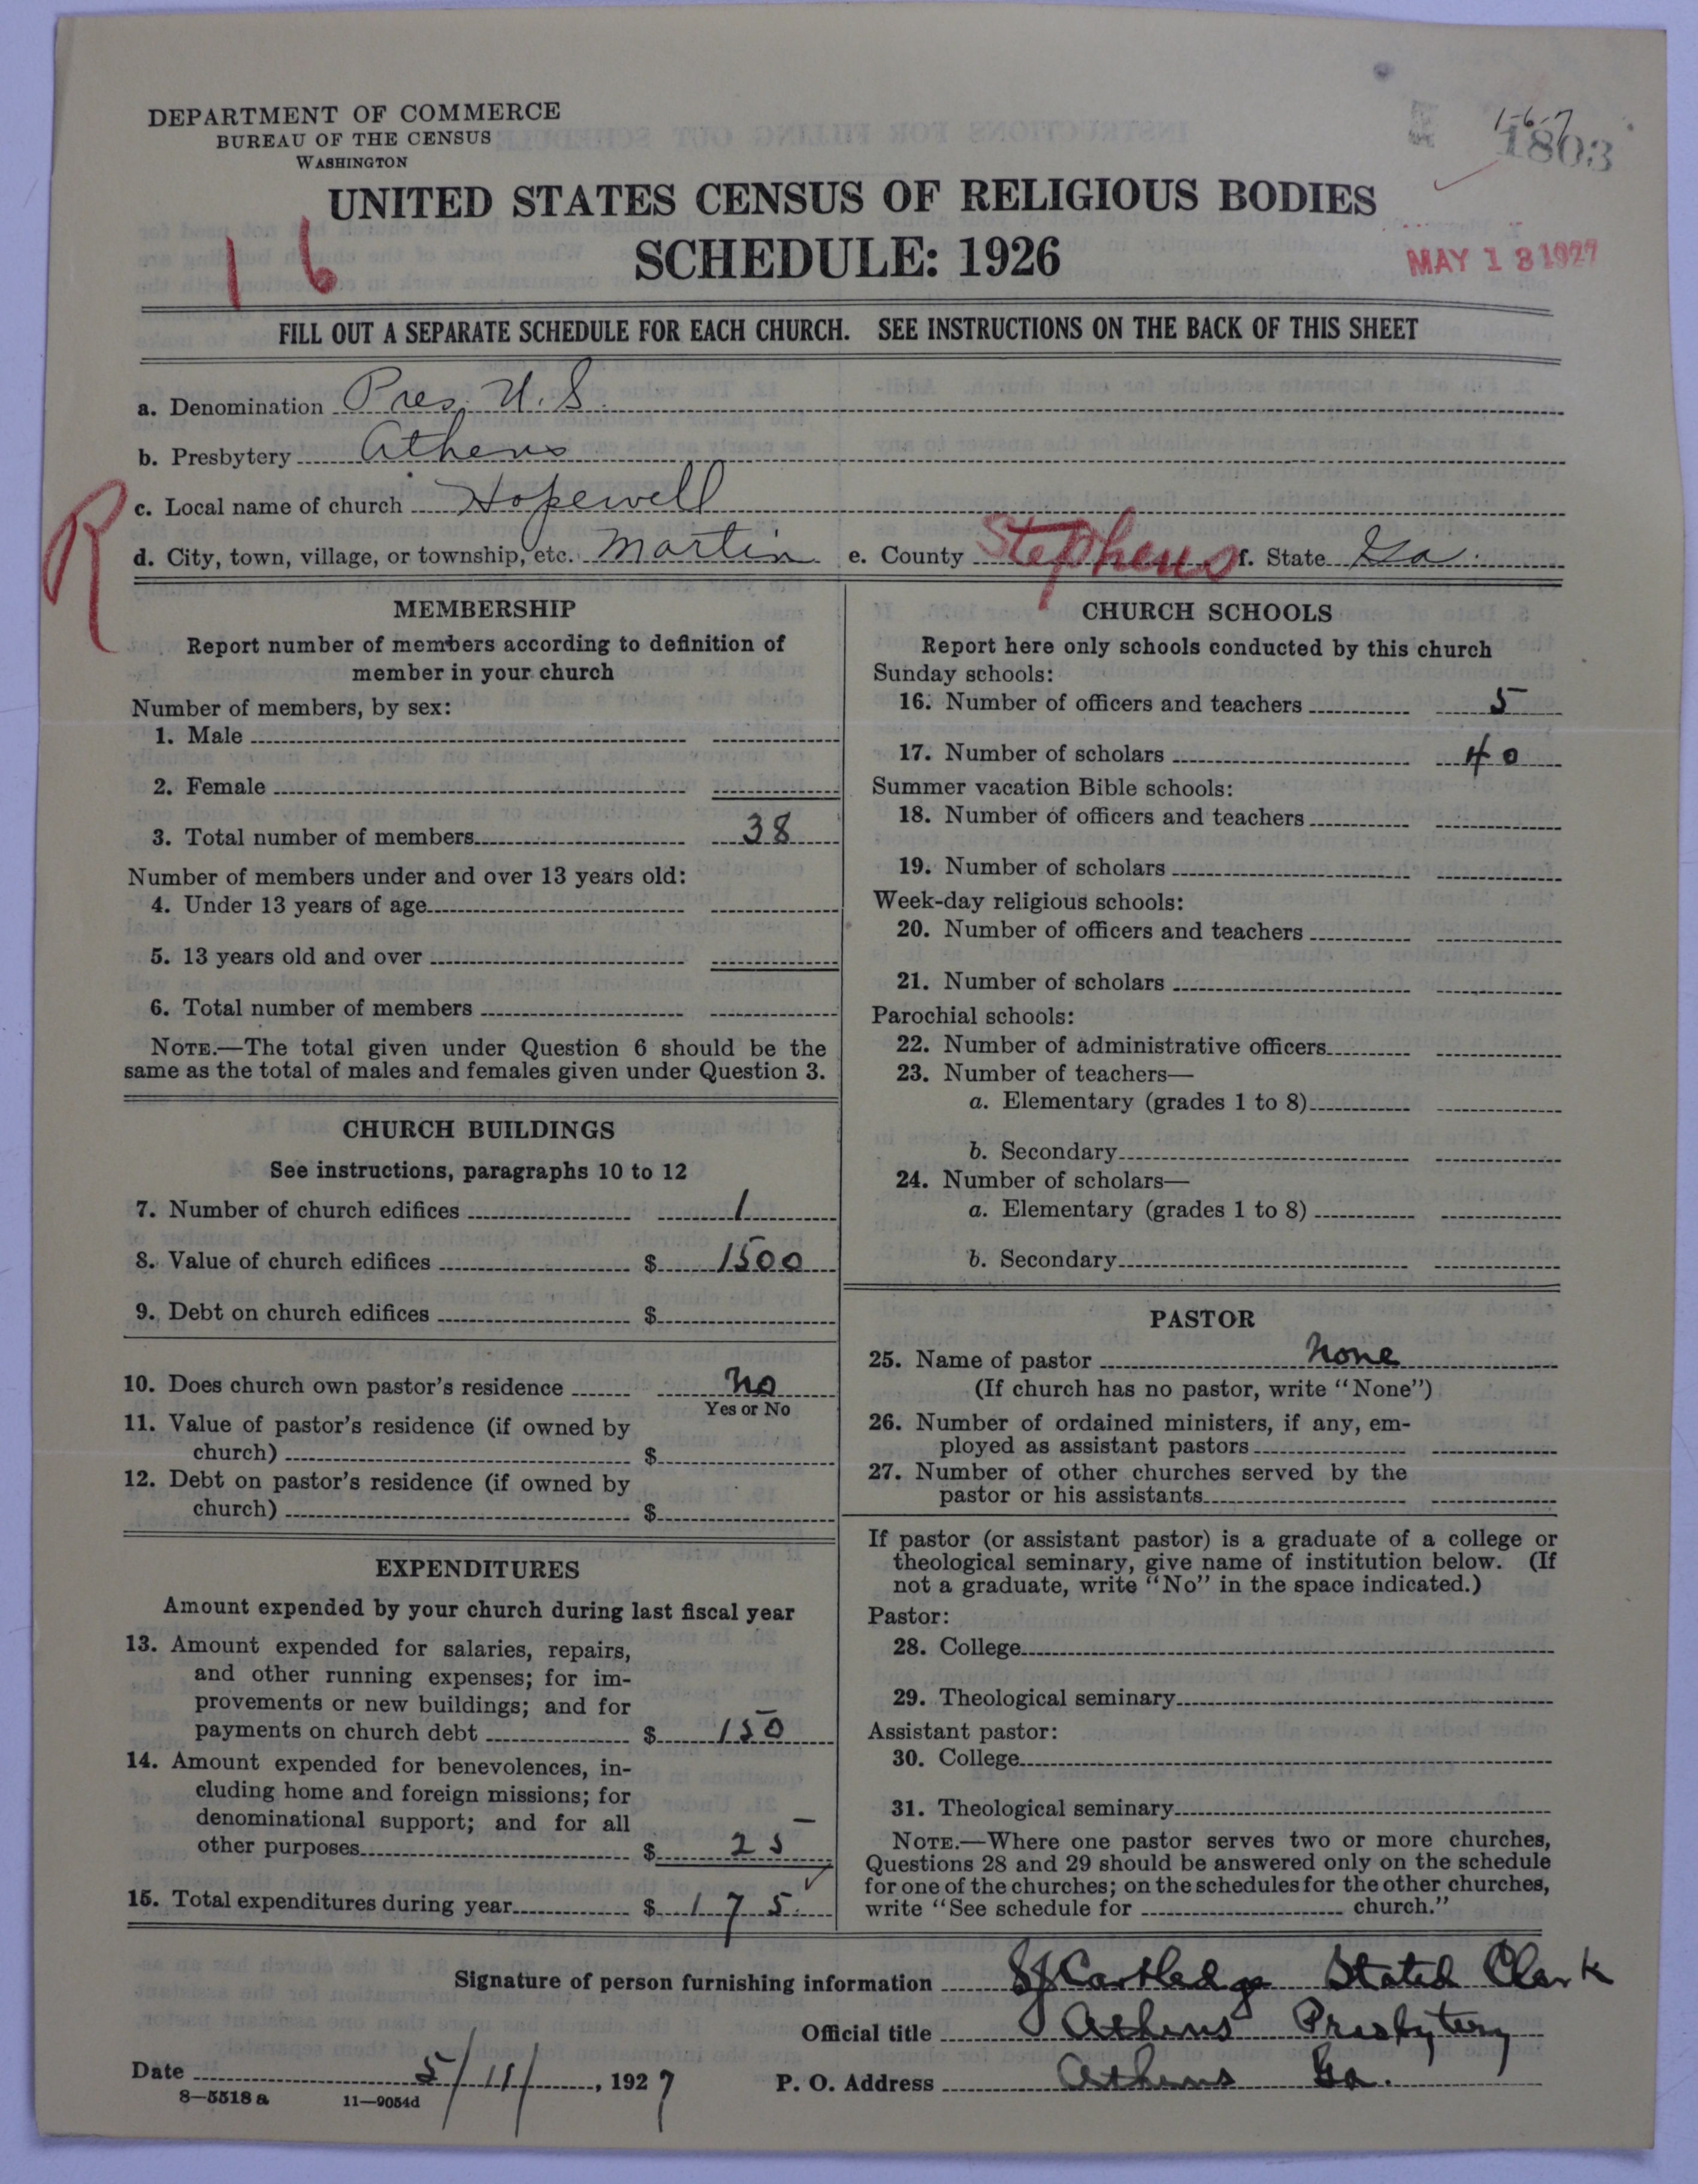 DEPARTMENT OF COMMERCE
BUREAU OF THE CENSUS
WASHINGTON
1-6-7
1803
UNITED STATES CENSUS OF RELIGIOUS BODIES
SCHEDULE: 1926
16
MAY 13 1927
FILL OUT A SEPARATE SCHEDULE FOR EACH CHURCH. SEE INSTRUCTIONS ON THE BACK OF THIS SHEET
a. Denomination Pres. U.S.
b. Presbytery Athens
c. Local name of church Hopewell
R
d. City, town, village, or township, etc. Martin e. County Stephens f. State Ga.
MEMBERSHIP
Report number of members according to definition of
member in your church
Number of members, by sex:
1. Male
2. Female
3. Total number of members 38
Number of members under and over 13 years old:
4. Under 13 years of age
5. 13 years old and over
6. Total number of members
NOTE.—The total given under Question 6 should be the
same as the total of males and females given under Question 3.
CHURCH BUILDINGS
See instructions, paragraphs 10 to 12
7. Number of church edifices 1
8. Value of church edifices $ 1500
9. Debt on church edifices $
10. Does church own pastor's residence No
Yes or No
11. Value of pastor's residence (if owned by
church) $
12. Debt on pastor's residence (if owned by
church) $
EXPENDITURES
Amount expended by your church during last fiscal year
13. Amount expended for salaries, repairs,
and other running expenses; for im-
provements or new buildings; and for
payments on church debt $ 150
14. Amount expended for benevolences, in-
cluding home and foreign missions; for
denominational support; and for all
other purposes $ 25
15. Total expenditures during year $ 175.
CHURCH SCHOOLS
Report here only schools conducted by this church
Sunday schools:
16. Number of officers and teachers 5
17. Number of scholars 40
Summer vacation Bible schools:
18. Number of officers and teachers
19. Number of scholars
Week-day religious schools:
20. Number of officers and teachers
21. Number of scholars
Parochial schools:
22. Number of administrative officers
23. Number of teachers—
a. Elementary (grades 1 to 8)
b. Secondary
24. Number of scholars—
a. Elementary (grades 1 to 8)
b. Secondary
PASTOR
25. Name of pastor None
(If church has no pastor, write "None")
26. Number of ordained ministers, if any, em-
ployed as assistant pastors
27. Number of other churches served by the
pastor or his assistants
If pastor (or assistant pastor) is a graduate of a college or
theological seminary, give name of institution below. (If
not a graduate, write "No" in the space indicated.)
Pastor:
28. College
29. Theological seminary
Assistant pastor:
30. College
31. Theological seminary
NOTE.—Where one pastor serves two or more churches,
Questions 28 and 29 should be answered only on the schedule
for one of the churches; on the schedules for the other churches,
write "See schedule for church."
Signature of person furnishing information SJ Cartledge Stated Clerk
Official title Athens Presbytery
Date 5/11/, 1927 P. O. Address Athens Ga.
8—5518 a 11—9054d